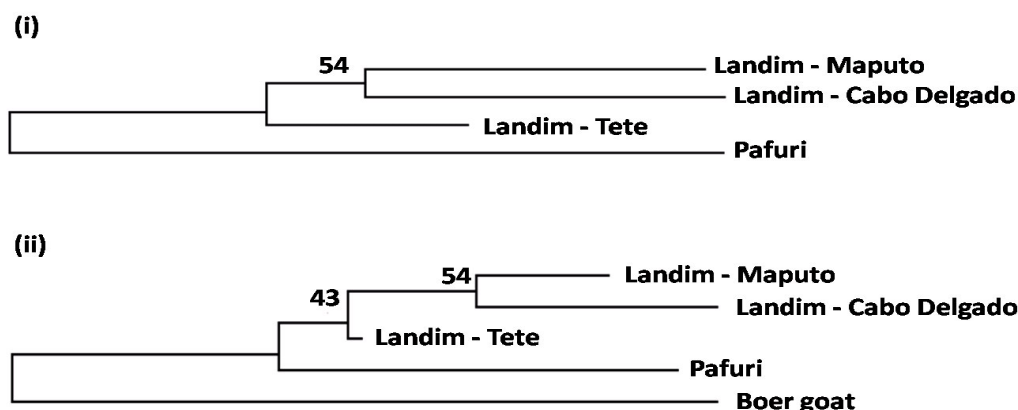 (i)
54
Landim - Maputo
Landim - Cabo Delgado
Landim - Tete
Pafuri
(ii)
54
Landim - Maputo
43
Landim - Cabo Delgado
Landim - Tete
Pafuri
Boer goat